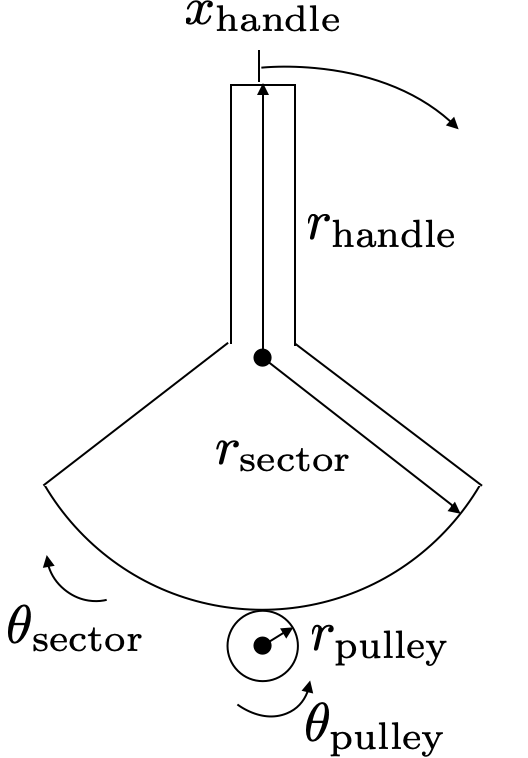 x_handle
r_handle
r_sector
θ_sector
r_pulley
θ_pulley